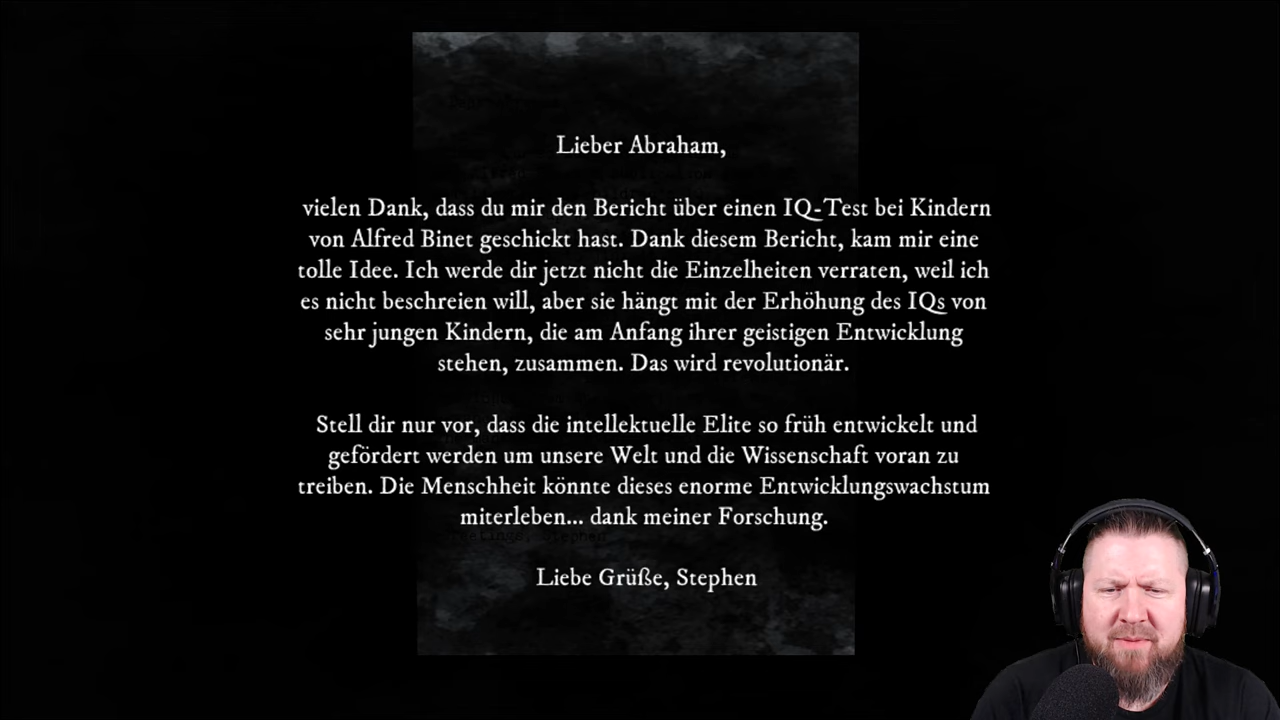 Lieber Abraham,
vielen Dank, dass du mir den Bericht über einen IQ-Test bei Kindern
von Alfred Binet geschickt hast. Dank diesem Bericht, kam mir eine
tolle Idee. Ich werde dir jetzt nicht die Einzelheiten verraten, weil ich
es nicht beschreien will, aber sie hängt mit der Erhöhung des IQs von
sehr jungen Kindern, die am Anfang ihrer geistigen Entwicklung
stehen, zusammen. Das wird revolutionär.
Stell dir nur vor, dass die intellektuelle Elite so früh entwickelt und
gefördert werden um unsere Welt und die Wissenschaft voran zu
treiben. Die Menschheit könnte dieses enorme Entwicklungswachstum
miterleben... dank meiner Forschung.
Liebe Grüße, Stephen